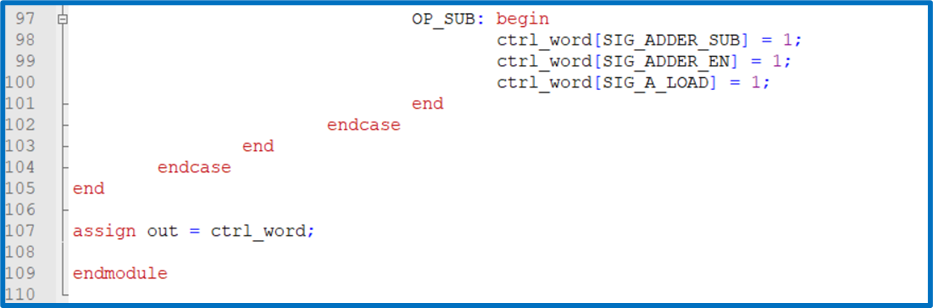 97 OP_SUB: begin
98 ctrl_word[SIG_ADDER_SUB] = 1;
99 ctrl_word[SIG_ADDER_EN] = 1;
100 ctrl_word[SIG_A_LOAD] = 1;
101 end
102 endcase
103 end
104 endcase
105 end
106
107 assign out = ctrl_word;
108
109 endmodule
110